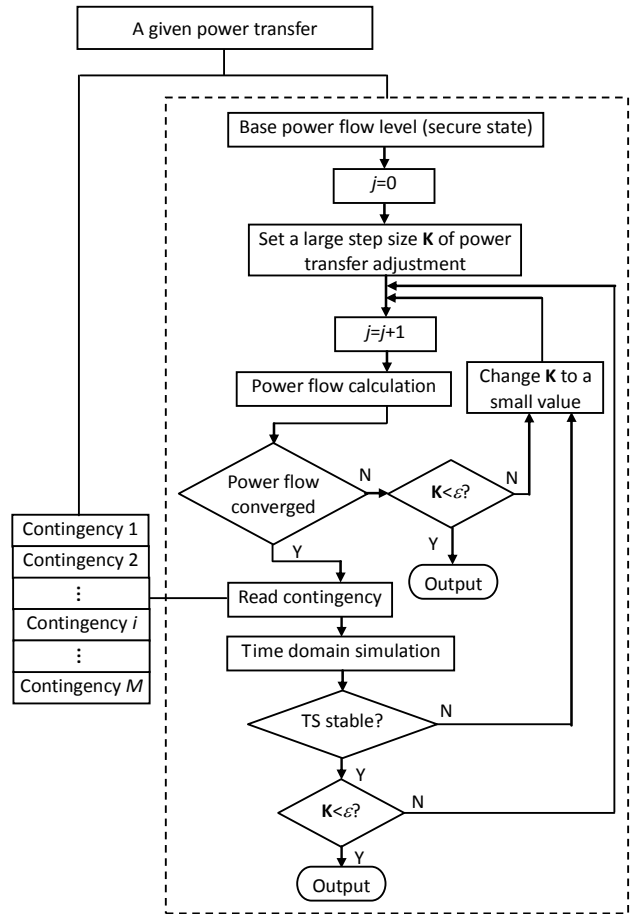 A given power transfer
Base power flow level (secure state)
j=0
Set a large step size K of power
transfer adjustment
j=j+1
Power flow calculation
Change K to a
small value
Power flow
converged
N
K<ε?
N
Y
Y
Output
Contingency 1
Contingency 2
⋮
Contingency i
⋮
Contingency M
Read contingency
Time domain simulation
TS stable?
N
Y
K<ε?
N
Y
Output